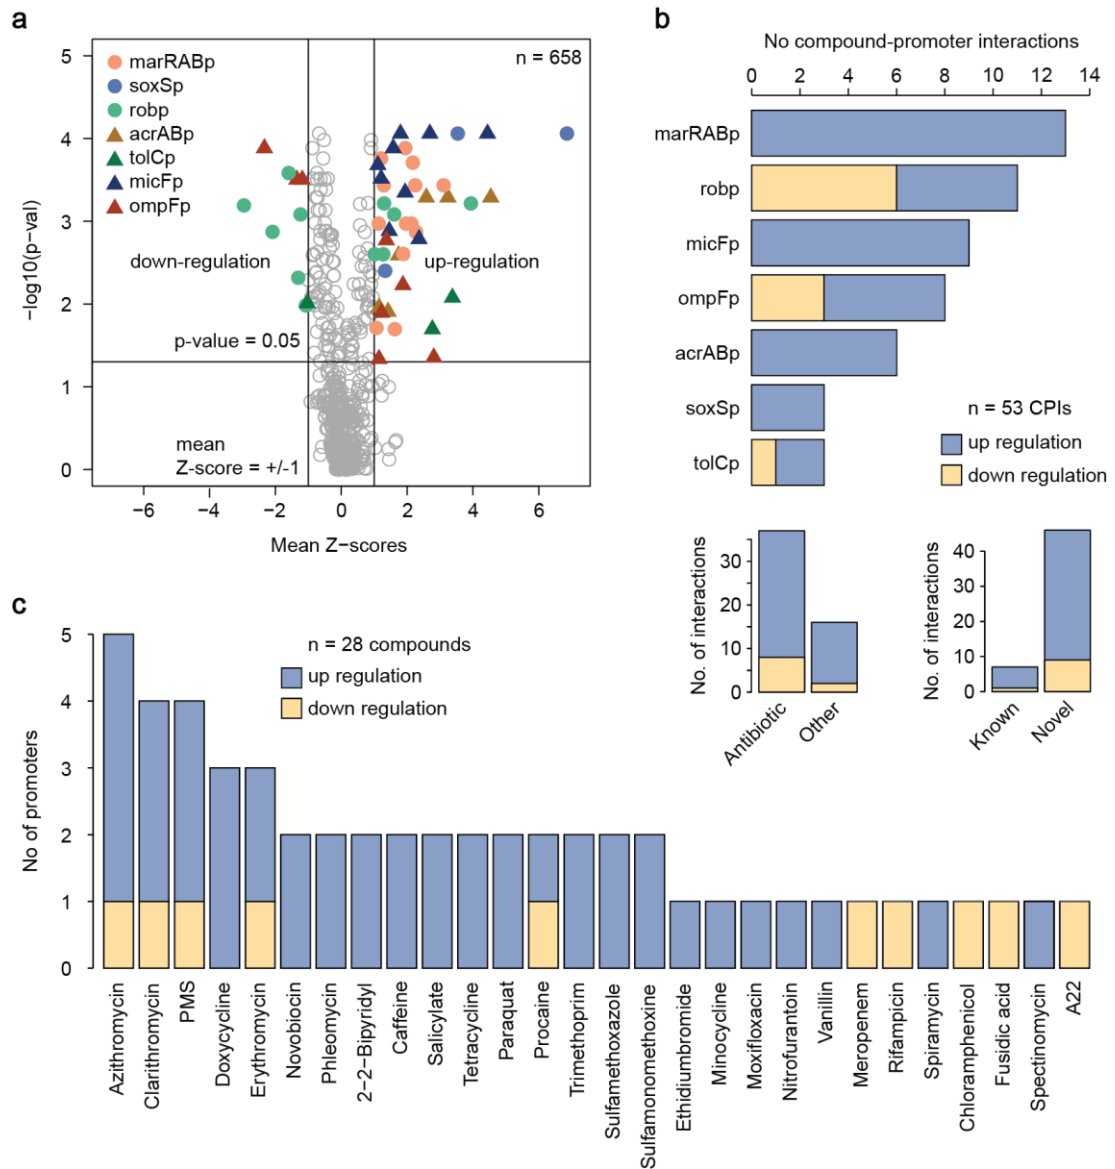 a
5
4
3
2
1
0
−log10(p−val)
marRABp
soxSp
robp
acrABp
tolCp
micFp
ompFp
n = 658
down-regulation
up-regulation
p-value = 0.05
mean
Z-score = +/-1
−6
−4
−2
0
2
4
6
Mean Z−scores
b
No compound-promoter interactions
0
2
4
6
8
10
12
14
marRABp
robp
micFp
ompFp
acrABp
soxSp
tolCp
n = 53 CPIs
up regulation
down regulation
No. of interactions
30
20
10
0
Antibiotic
Other
No. of interactions
40
30
20
10
0
Known
Novel
c
No of promoters
5
4
3
2
1
0
n = 28 compounds
up regulation
down regulation
Azithromycin
Clarithromycin
PMS
Doxycycline
Erythromycin
Novobiocin
Phleomycin
2−2−Bipyridyl
Caffeine
Salicylate
Tetracycline
Paraquat
Procaine
Trimethoprim
Sulfamethoxazole
Sulfamonomethoxine
Ethidiumbromide
Minocycline
Moxifloxacin
Nitrofurantoin
Vanillin
Meropenem
Rifampicin
Spiramycin
Chloramphenicol
Fusidic acid
Spectinomycin
A22